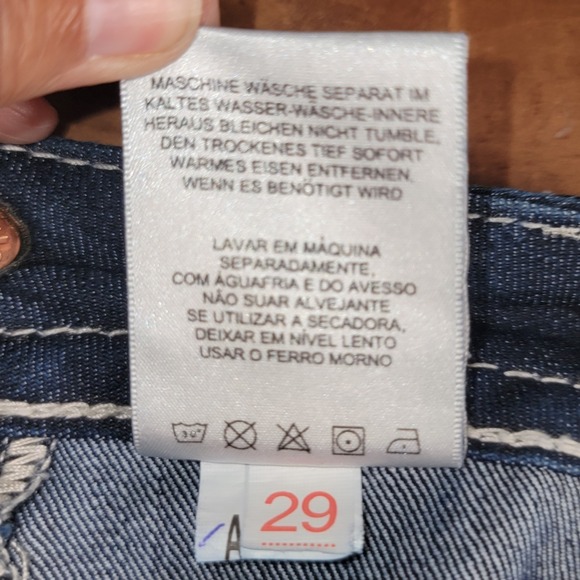 MASCHINE WÄSCHE SEPARAT IM
KALTES WASSER-WÄSCHE-INNERE
HERAUS BLEICHEN NICHT TUMBLE,
DEN TROCKENES TIEF SOFORT
WARMES EISEN ENTFERNEN.
WENN ES BENÖTIGT WIRD
LAVAR EM MÁQUINA
SEPARADAMENTE,
COM ÁGUAFRIA E DO AVESSO
NÃO SUAR ALVEJANTE
SE UTILIZAR A SECADORA,
DEIXAR EM NÍVEL LENTO
USAR O FERRO MORNO
30°
A 29